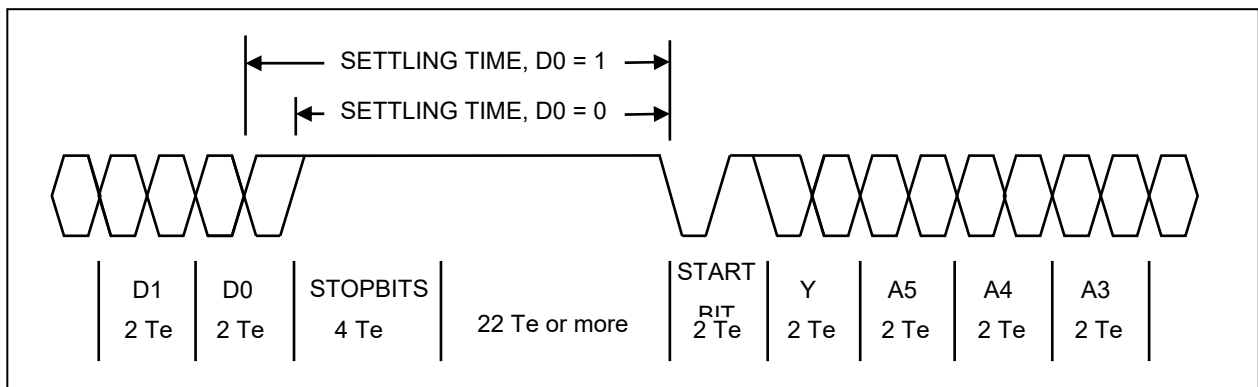 SETTLING TIME, D0 = 1
SETTLING TIME, D0 = 0
D1
2 Te
D0
2 Te
STOPBITS
4 Te
22 Te or more
START
BIT
2 Te
Y
2 Te
A5
2 Te
A4
2 Te
A3
2 Te